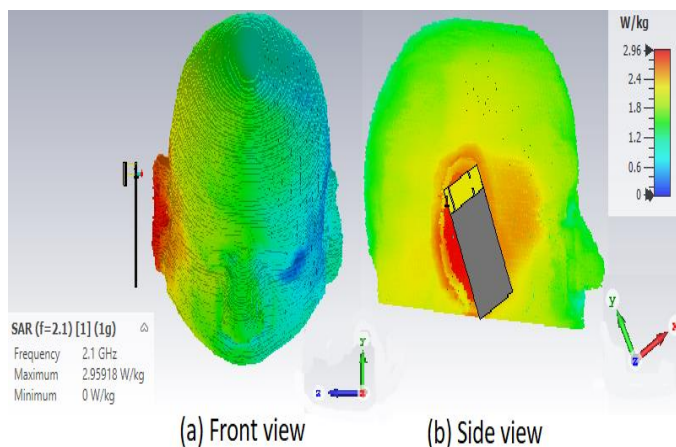 W/kg
2.96
2.4
1.8
1.2
0.6
0
SAR (f=2.1) [1] (1g)
Frequency 2.1 GHz
Maximum 2.95918 W/kg
Minimum 0 W/kg
y
z
x
y
x
z
(a) Front view
(b) Side view